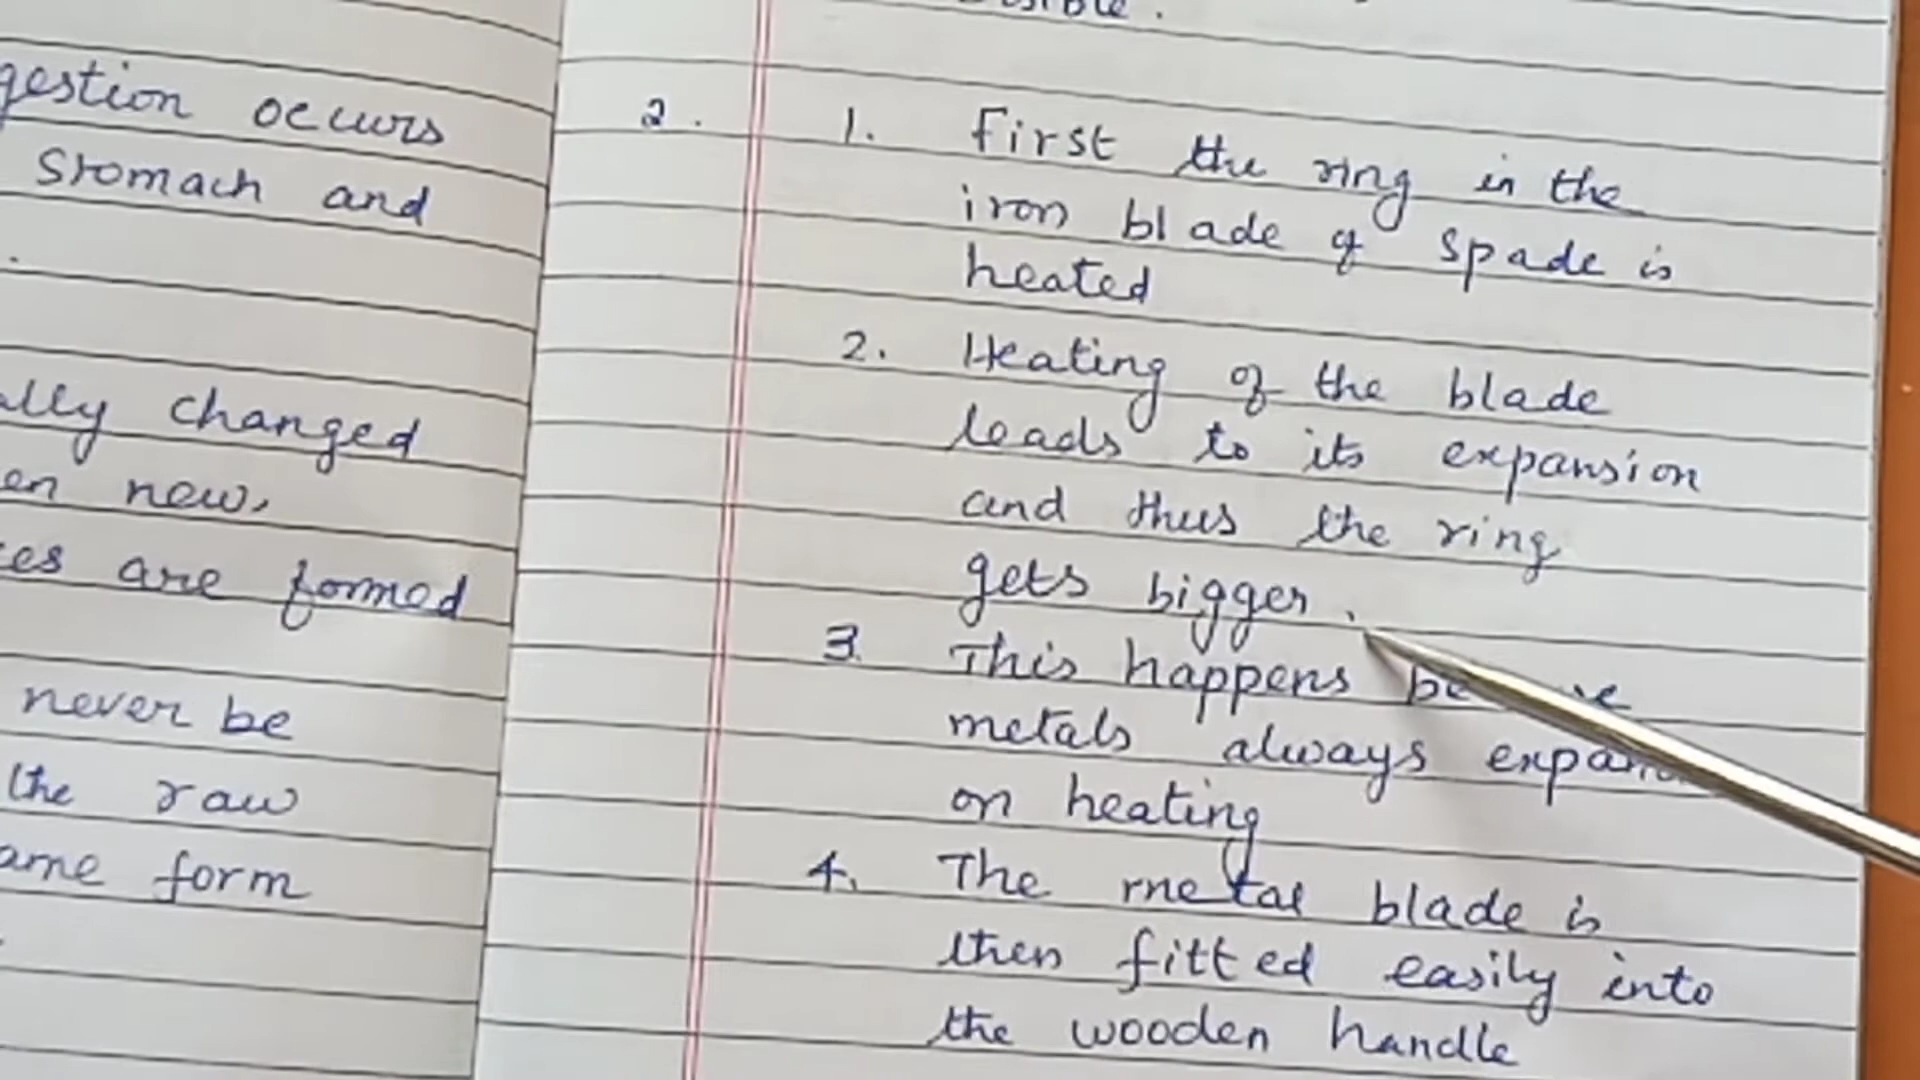 gestion occurs
stomach and
ally changed
en new,
ces are formed
never be
the raw
ame form
2. 1. First the ring in the
iron blade of spade is
heated
2. Heating of the blade
leads to its expansion
and thus the ring
gets bigger.
3. This happens
metals always
on heating
4. The metal blade is
then fitted easily into
the wooden handle